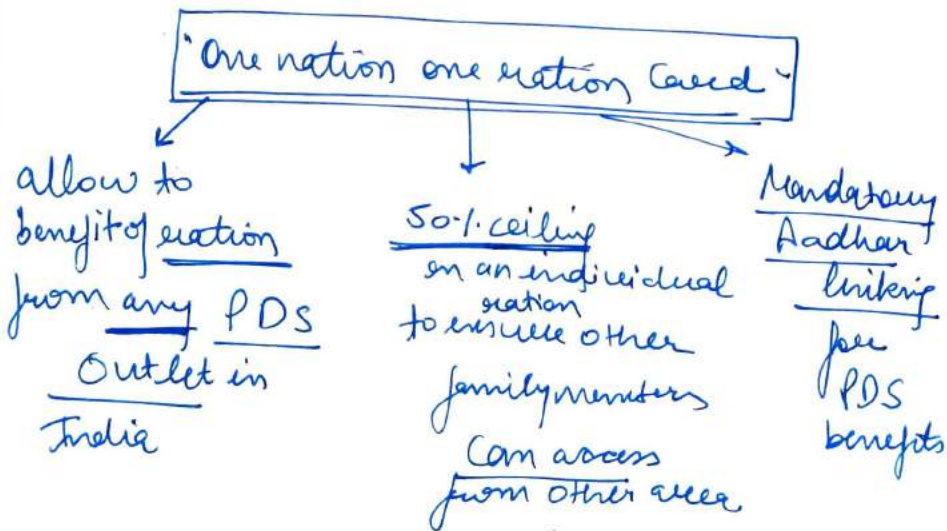 'One nation one ration Card'
allow to
benefit of ration
from any PDS
Outlet in
India
50% ceiling
on an individual
ration
to ensure other
family members
Can access
from other area
Mandatory
Aadhar
linking
for
PDS
benefits